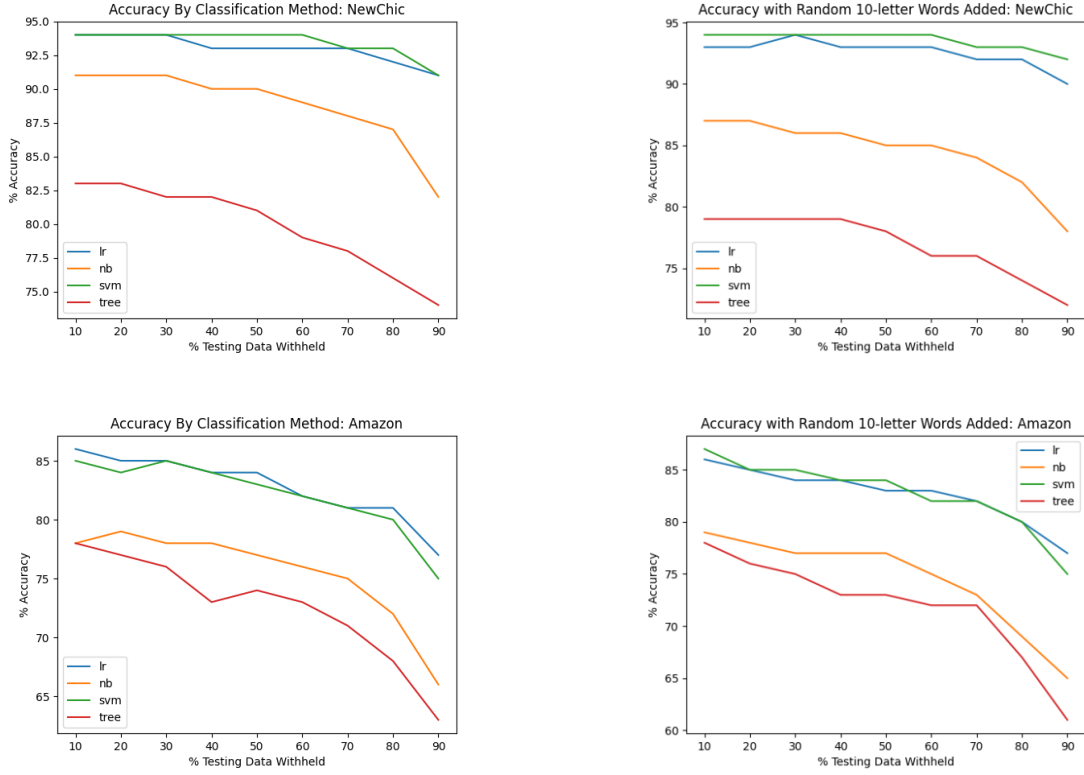 Accuracy By Classification Method: NewChic
95.0
92.5
90.0
87.5
85.0
82.5
80.0
77.5
75.0
% Accuracy
lr
nb
svm
tree
10 20 30 40 50 60 70 80 90
% Testing Data Withheld
Accuracy with Random 10-letter Words Added: NewChic
95
90
85
80
75
% Accuracy
lr
nb
svm
tree
10 20 30 40 50 60 70 80 90
% Testing Data Withheld
Accuracy By Classification Method: Amazon
85
80
75
70
65
% Accuracy
lr
nb
svm
tree
10 20 30 40 50 60 70 80 90
% Testing Data Withheld
Accuracy with Random 10-letter Words Added: Amazon
lr
nb
svm
tree
85
80
75
70
65
60
% Accuracy
10 20 30 40 50 60 70 80 90
% Testing Data Withheld